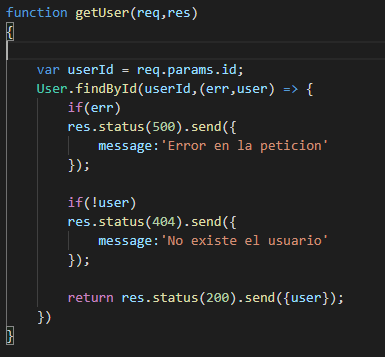 function getUser(req,res)
{
var userId = req.params.id;
User.findById(userId,(err,user) => {
if(err)
res.status(500).send({
message:'Error en la peticion'
});
if(!user)
res.status(404).send({
message:'No existe el usuario'
});
return res.status(200).send({user});
})
}